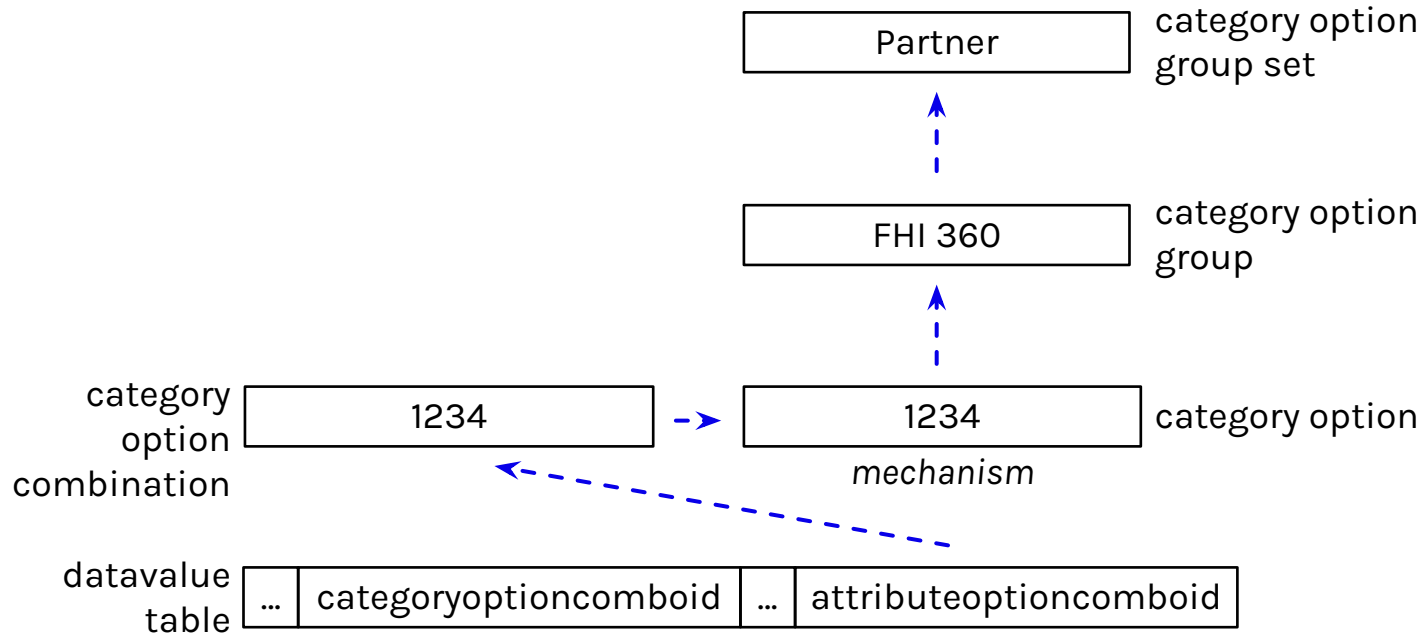 Partner
category option
group set
FHI 360
category option
group
category
option
combination
1234
1234
category option
mechanism
datavalue
table
... categoryoptioncomboid ... attributeoptioncomboid